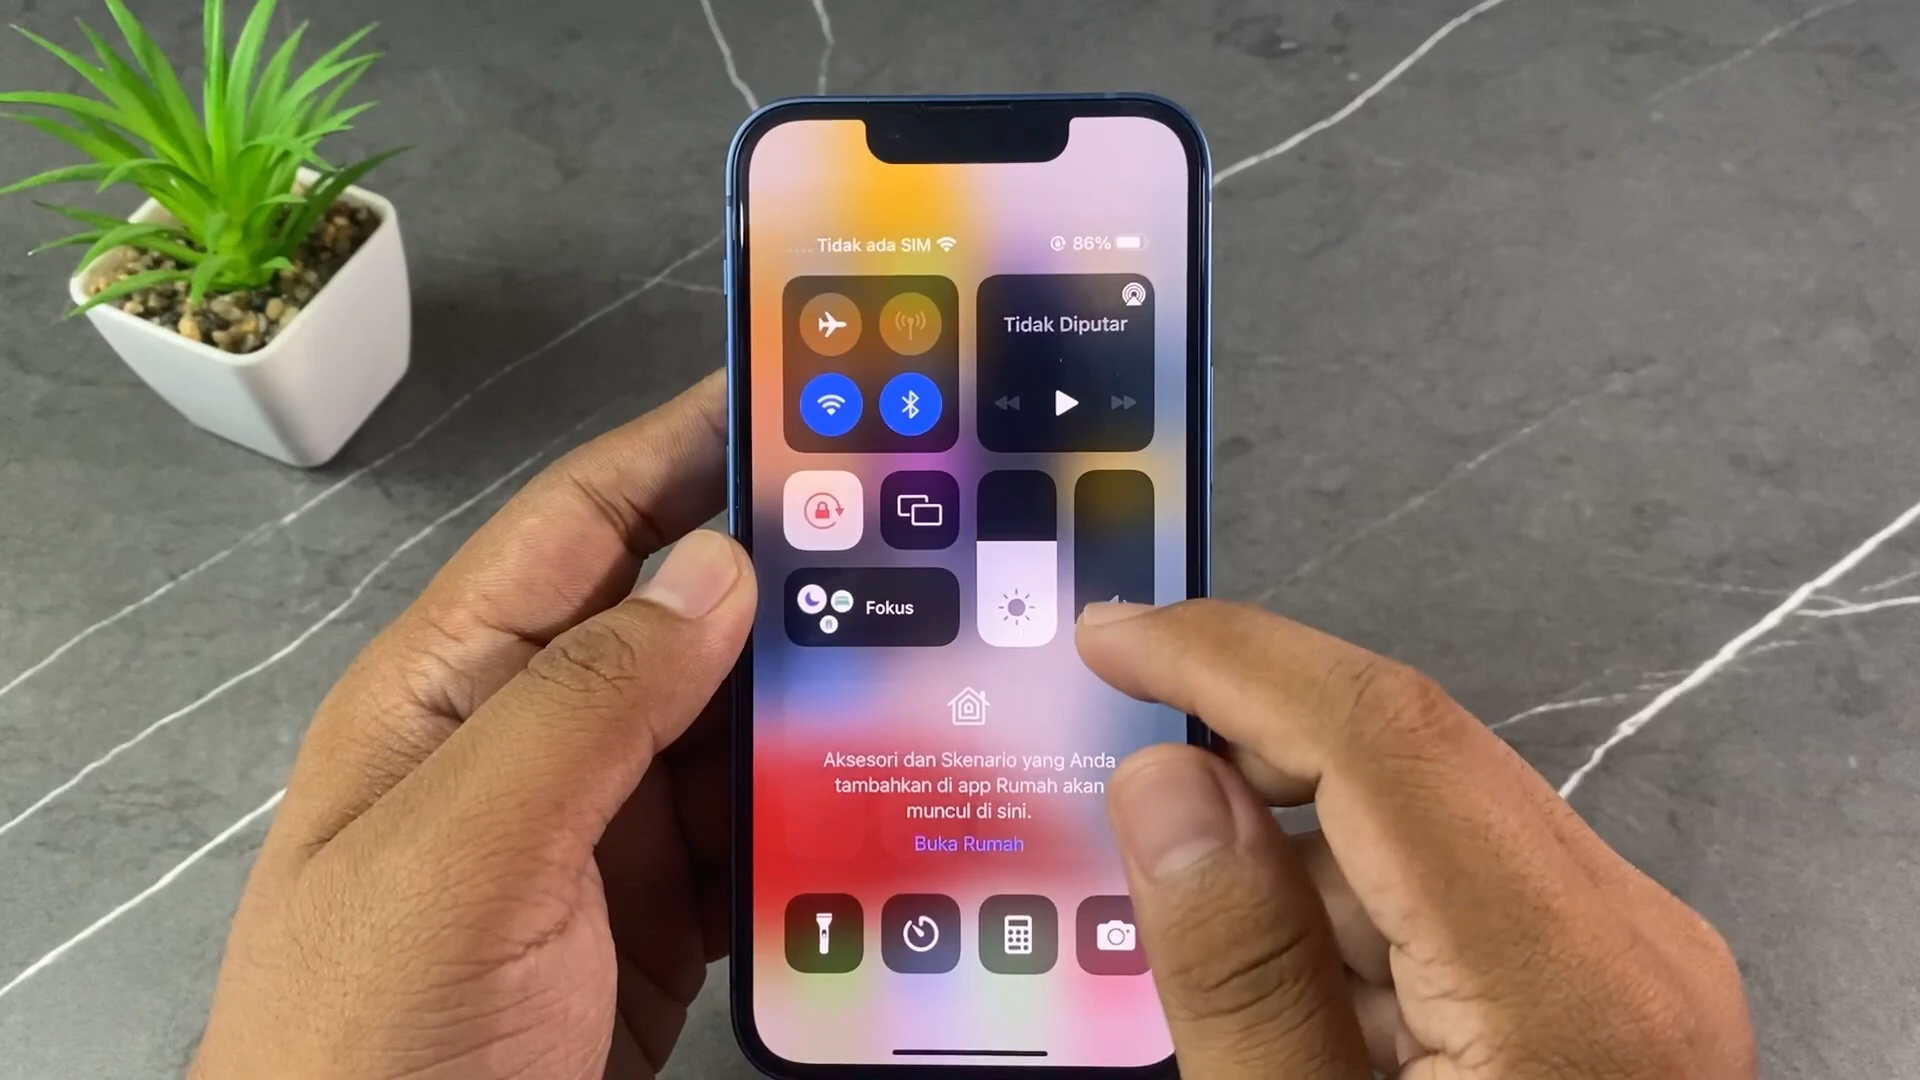 Tidak ada SIM
86%
Tidak Diputar
Fokus
Aksesori dan Skenario yang Anda
tambahkan di app Rumah akan
muncul di sini.
Buka Rumah